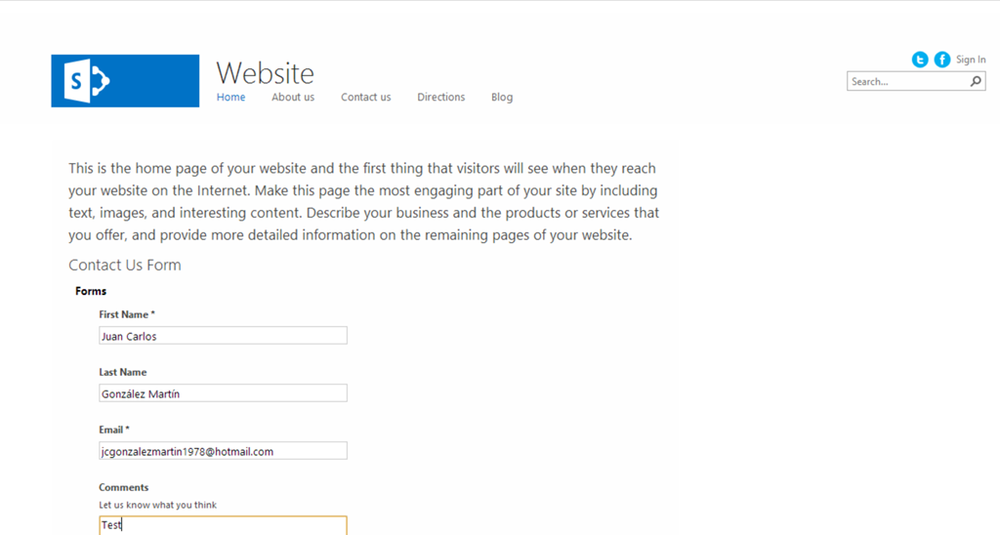 S
Website
Home About us Contact us Directions Blog
Sign In
Search...
This is the home page of your website and the first thing that visitors will see when they reach
your website on the Internet. Make this page the most engaging part of your site by including
text, images, and interesting content. Describe your business and the products or services that
you offer, and provide more detailed information on the remaining pages of your website.
Contact Us Form
Forms
First Name *
Juan Carlos
Last Name
González Martín
Email *
jcgonzalezmartin1978@hotmail.com
Comments
Let us know what you think
Test